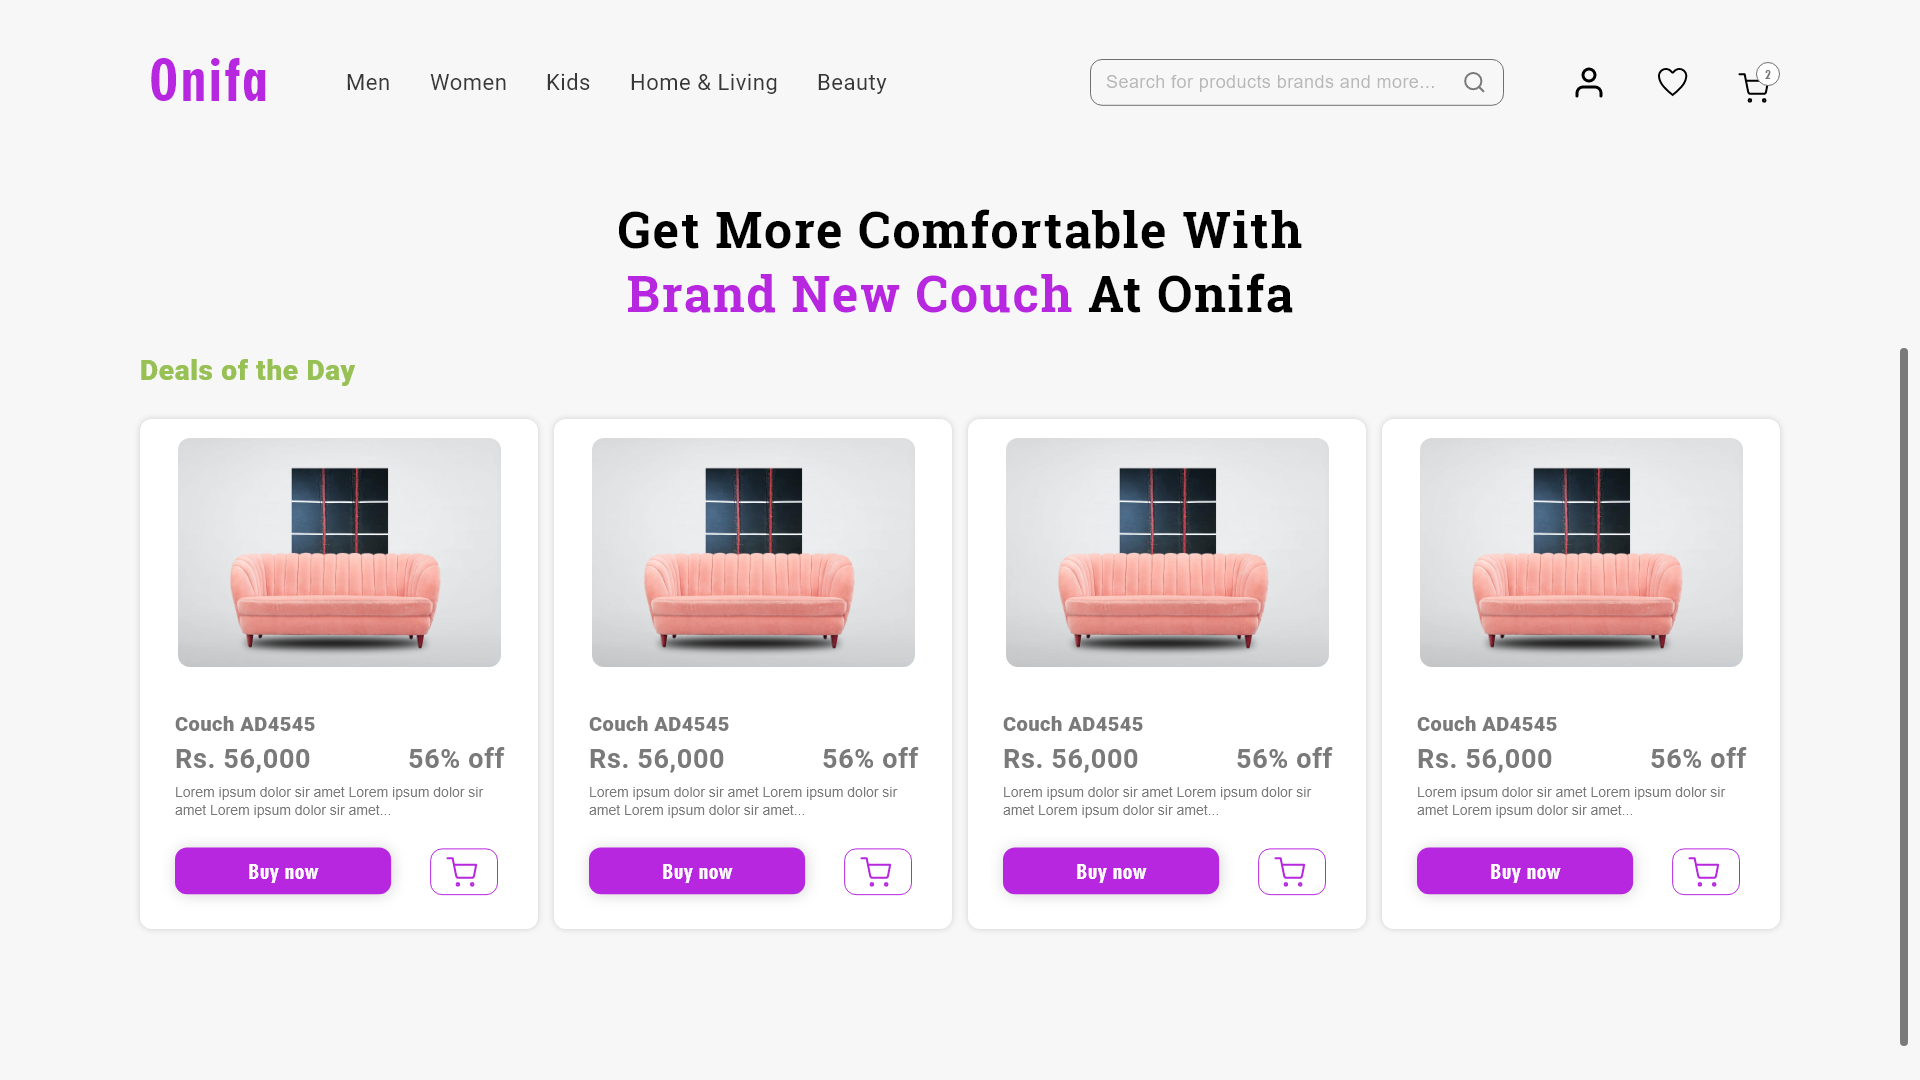 Onifa
Men
Women
Kids
Home & Living
Beauty
Search for products brands and more...
2
Get More Comfortable With
Brand New Couch At Onifa
Deals of the Day
Couch AD4545
Rs. 56,000
56% off
Lorem ipsum dolor sir amet Lorem ipsum dolor sir
amet Lorem ipsum dolor sir amet...
Buy now
Couch AD4545
Rs. 56,000
56% off
Lorem ipsum dolor sir amet Lorem ipsum dolor sir
amet Lorem ipsum dolor sir amet...
Buy now
Couch AD4545
Rs. 56,000
56% off
Lorem ipsum dolor sir amet Lorem ipsum dolor sir
amet Lorem ipsum dolor sir amet...
Buy now
Couch AD4545
Rs. 56,000
56% off
Lorem ipsum dolor sir amet Lorem ipsum dolor sir
amet Lorem ipsum dolor sir amet...
Buy now